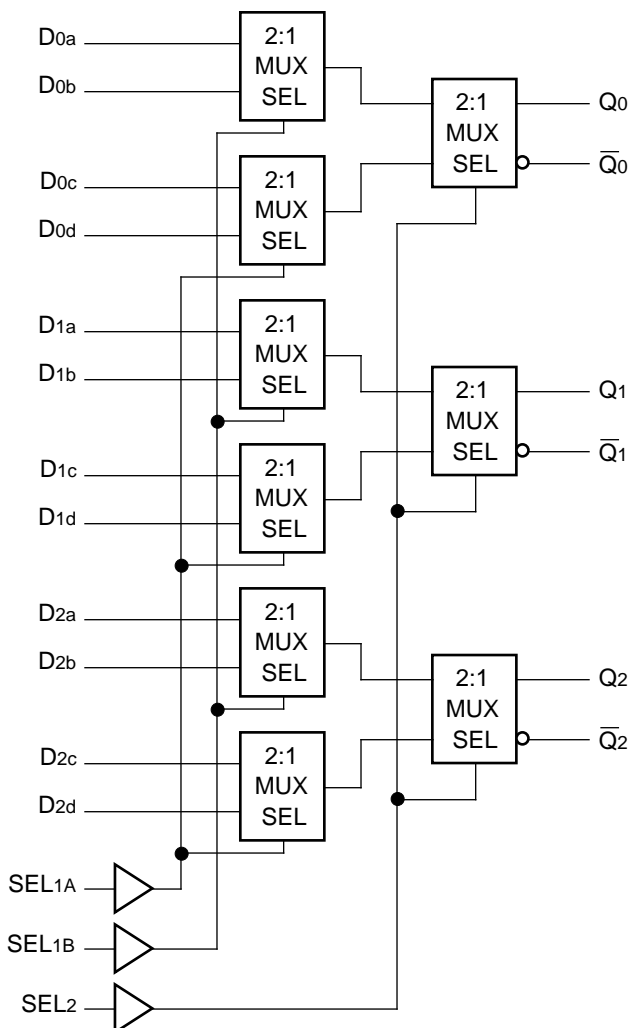 D0a
2:1
MUX
SEL
D0b
2:1
MUX
SEL
Q0
Q̅0
D0c
2:1
MUX
SEL
D0d
D1a
2:1
MUX
SEL
D1b
2:1
MUX
SEL
Q1
Q̅1
D1c
2:1
MUX
SEL
D1d
D2a
2:1
MUX
SEL
D2b
2:1
MUX
SEL
Q2
Q̅2
D2c
2:1
MUX
SEL
D2d
SEL1A
SEL1B
SEL2